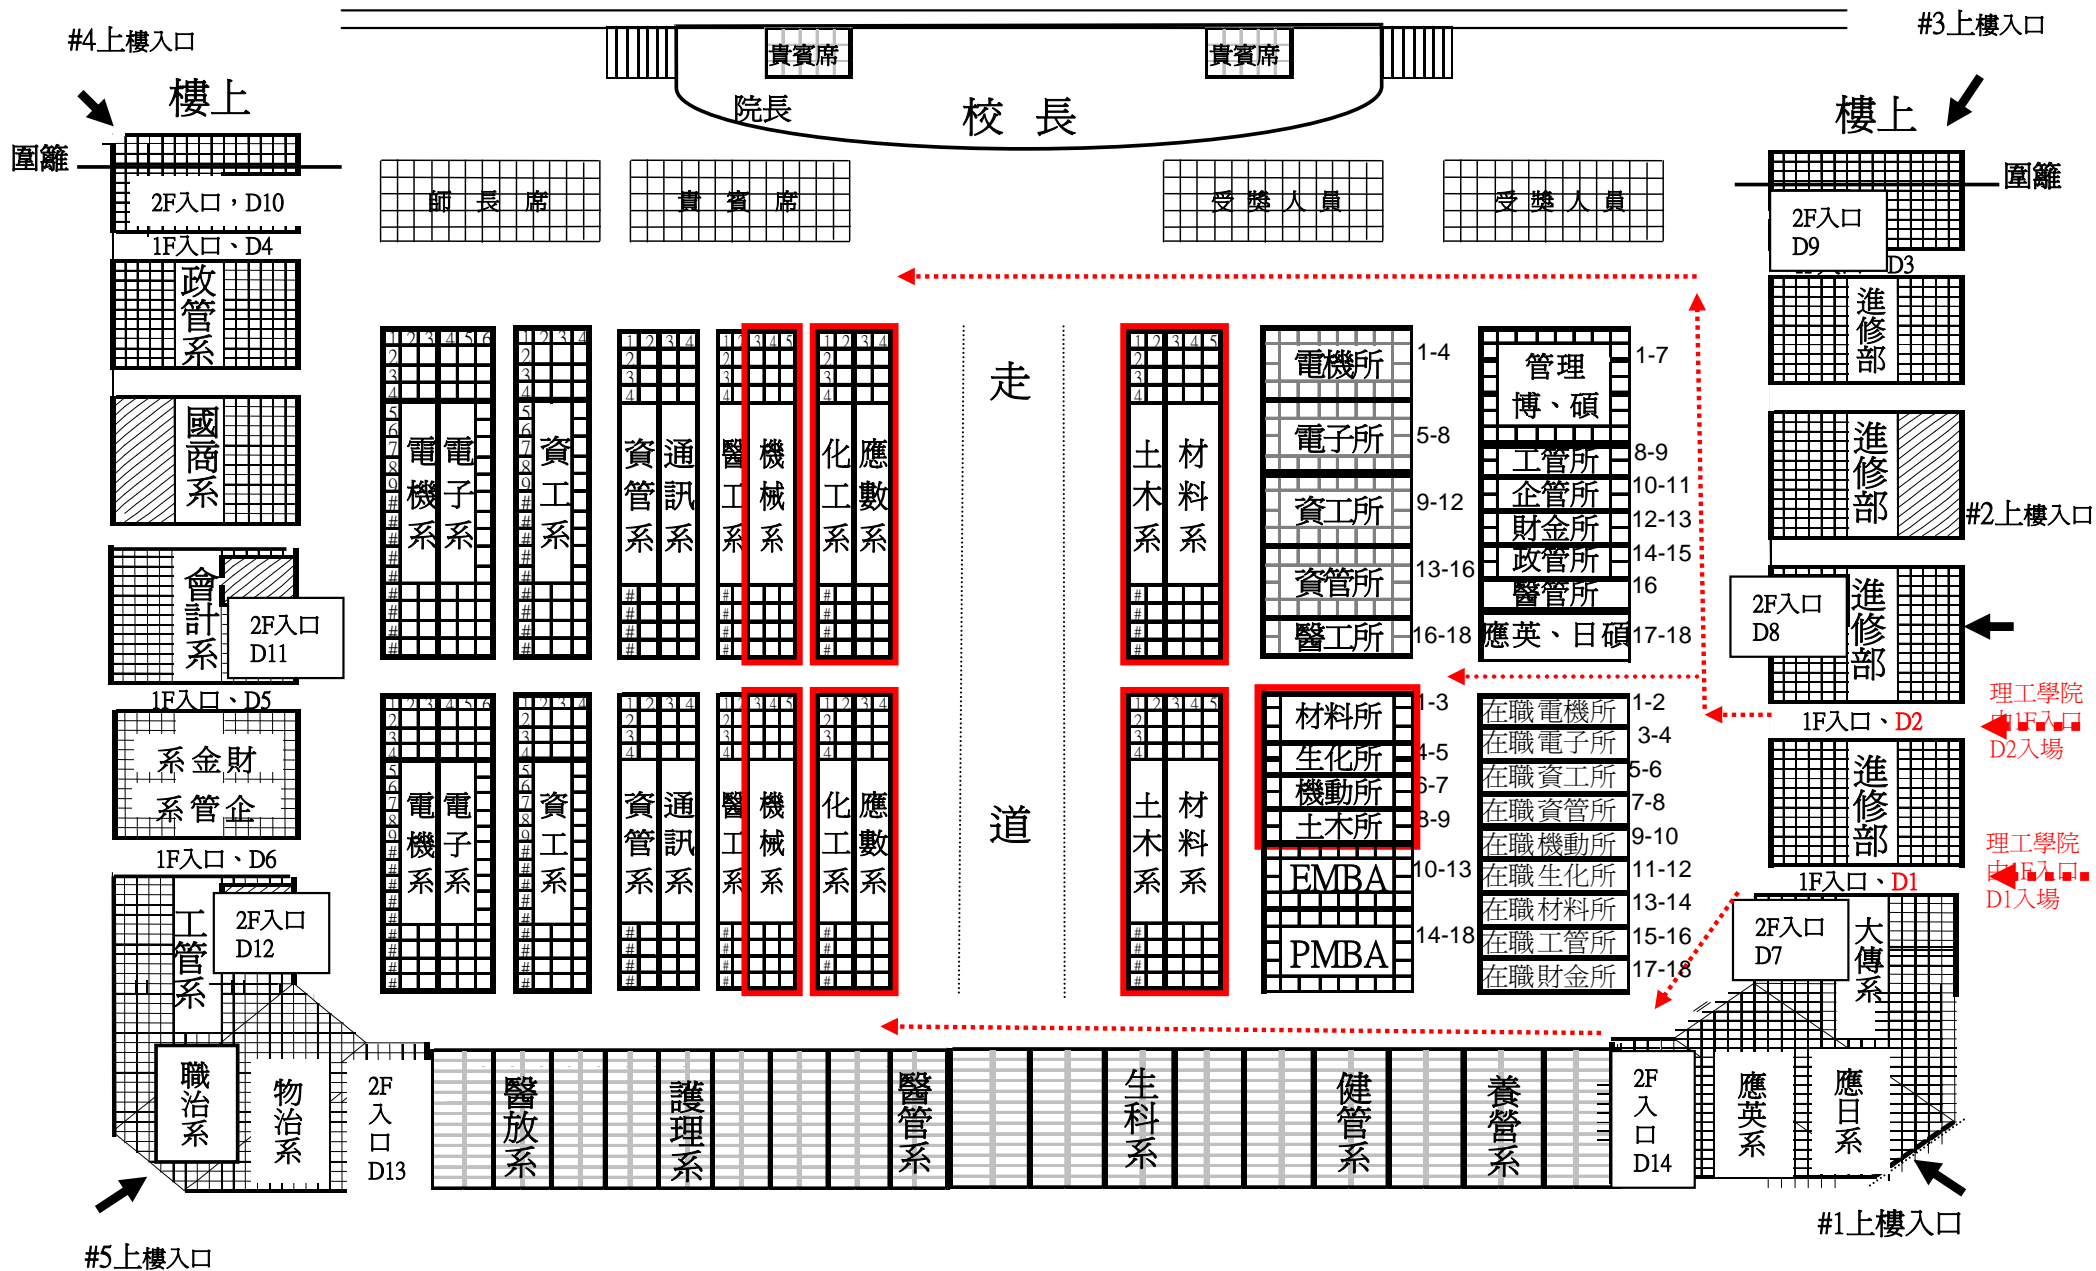 #4上樓入口
#3上樓入口
貴賓席
貴賓席
樓上
院長
校 長
樓上
圍籬
圍籬
師 長 席
貴 賓 席
受 獎 人 員
受 獎 人 員
2F入口，D10
1F入口、D4
2F入口
D9
D3
政管系
進修部
走
道
國商系
進修部
#2上樓入口
會計系
2F入口
D11
進修部
2F入口
D8
1F入口、D5
系金財
系管企
1F入口、D6
1F入口、D2
理工學院
由1F入口
D2入場
進修部
1F入口、D1
理工學院
由1F入口
D1入場
電機系
電子系
資工系
資管系
通訊系
醫工系
機械系
化工系
應數系
土木系
材料系
電機所 1-4
電子所 5-8
資工所 9-12
資管所 13-16
醫工所 16-18
管理
博、碩
1-7
工管所 8-9
企管所 10-11
財金所 12-13
政管所 14-15
醫管所 16
應英、日碩 17-18
電機系
電子系
資工系
資管系
通訊系
醫工系
機械系
化工系
應數系
土木系
材料系
材料所 1-3
生化所 4-5
機動所 6-7
土木所 8-9
EMBA 10-13
PMBA 14-18
在職電機所 1-2
在職電子所 3-4
在職資工所 5-6
在職資管所 7-8
在職機動所 9-10
在職生化所 11-12
在職材料所 13-14
在職工管所 15-16
在職財金所 17-18
工管系
2F入口
D12
2F入口
D7
大傳系
職治系
物治系
2F
入
口
D13
醫放系
護理系
醫管系
生科系
健管系
養營系
2F
入
口
D14
應英系
應日系
#5上樓入口
#1上樓入口